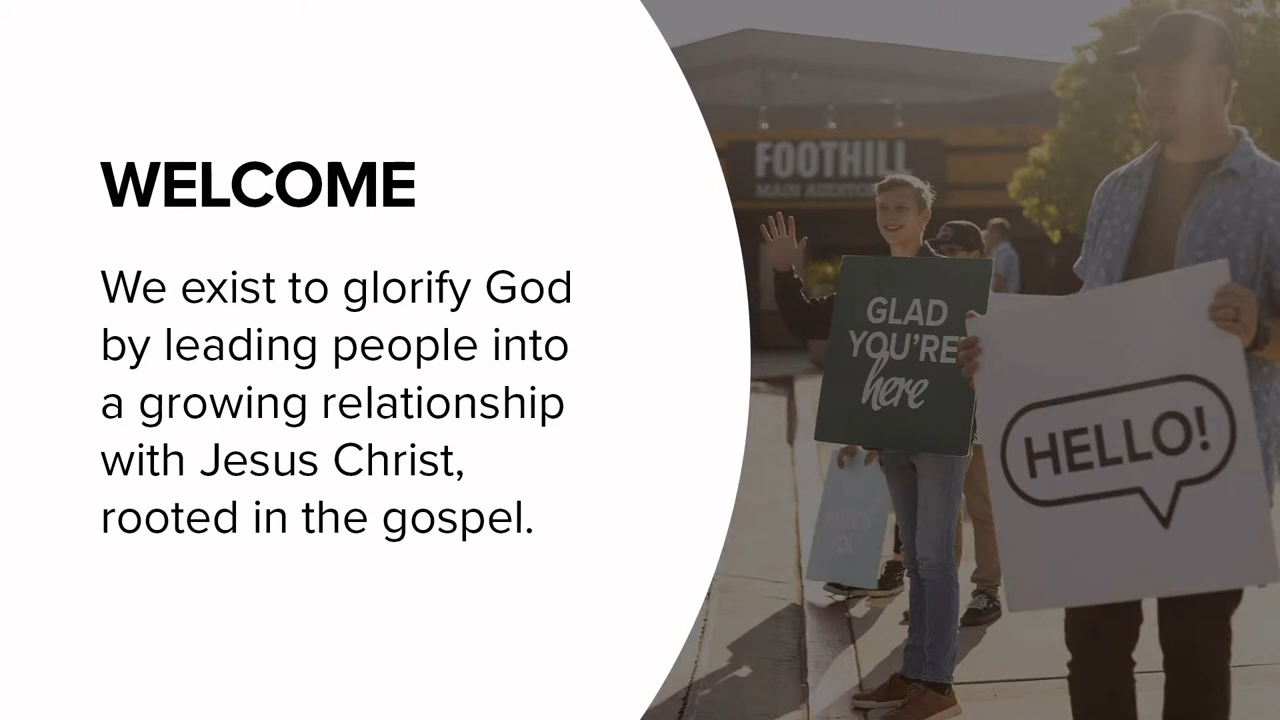 WELCOME
We exist to glorify God
by leading people into
a growing relationship
with Jesus Christ,
rooted in the gospel.
FOOTHILL
MAIN
GLAD
YOU'RE
here
HELLO!
YOU